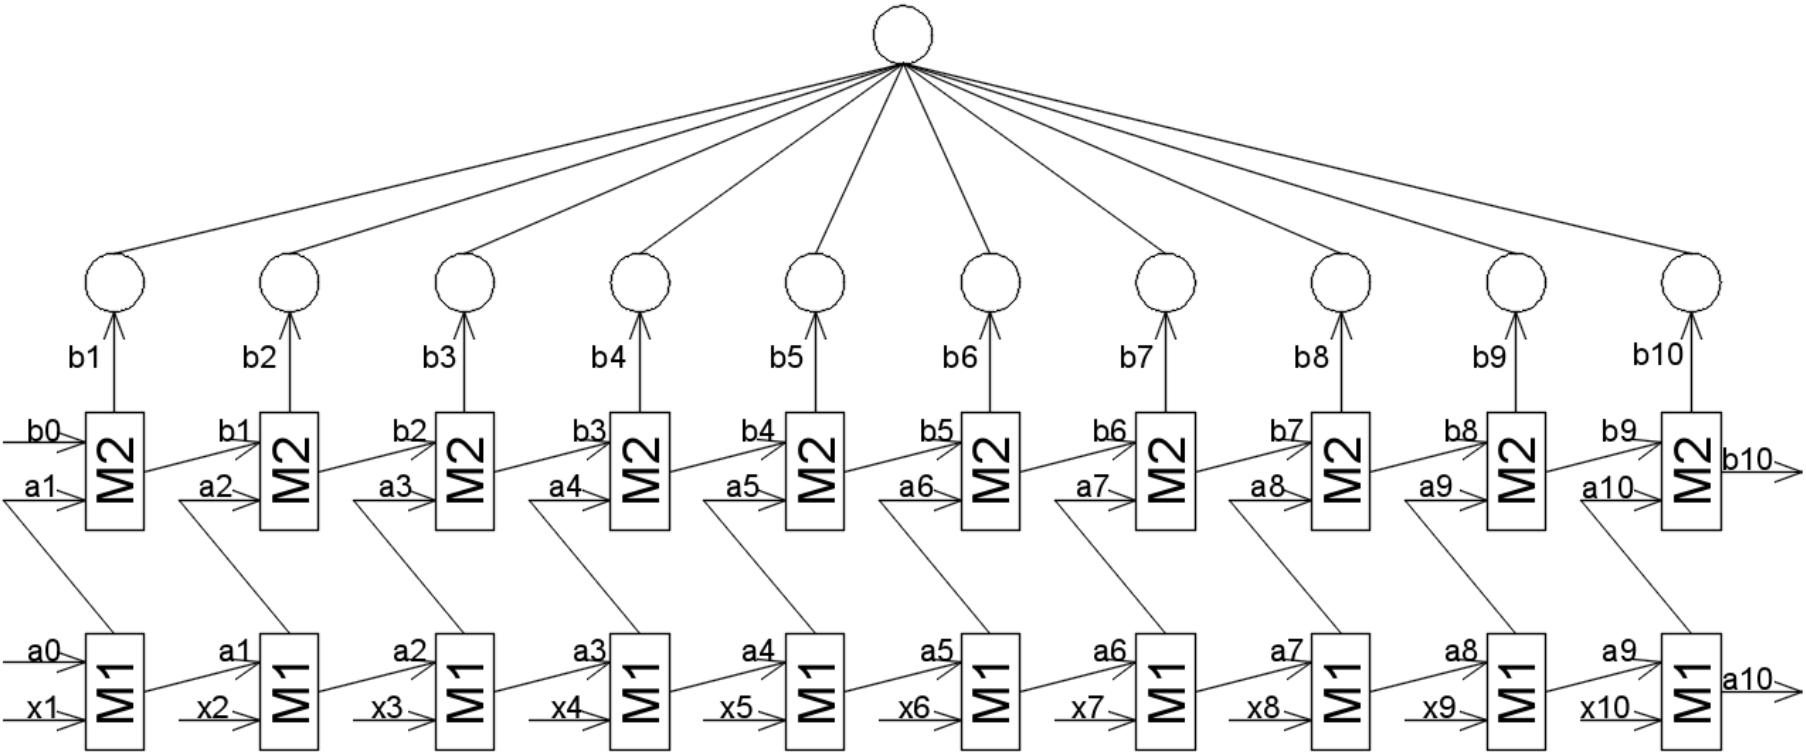 b1 b2 b3 b4 b5 b6 b7 b8 b9 b10
b0 b1 b2 b3 b4 b5 b6 b7 b8 b9
M2 M2 M2 M2 M2 M2 M2 M2 M2 M2 b10
a1 a2 a3 a4 a5 a6 a7 a8 a9 a10
a0 a1 a2 a3 a4 a5 a6 a7 a8 a9
M1 M1 M1 M1 M1 M1 M1 M1 M1 M1 a10
x1 x2 x3 x4 x5 x6 x7 x8 x9 x10